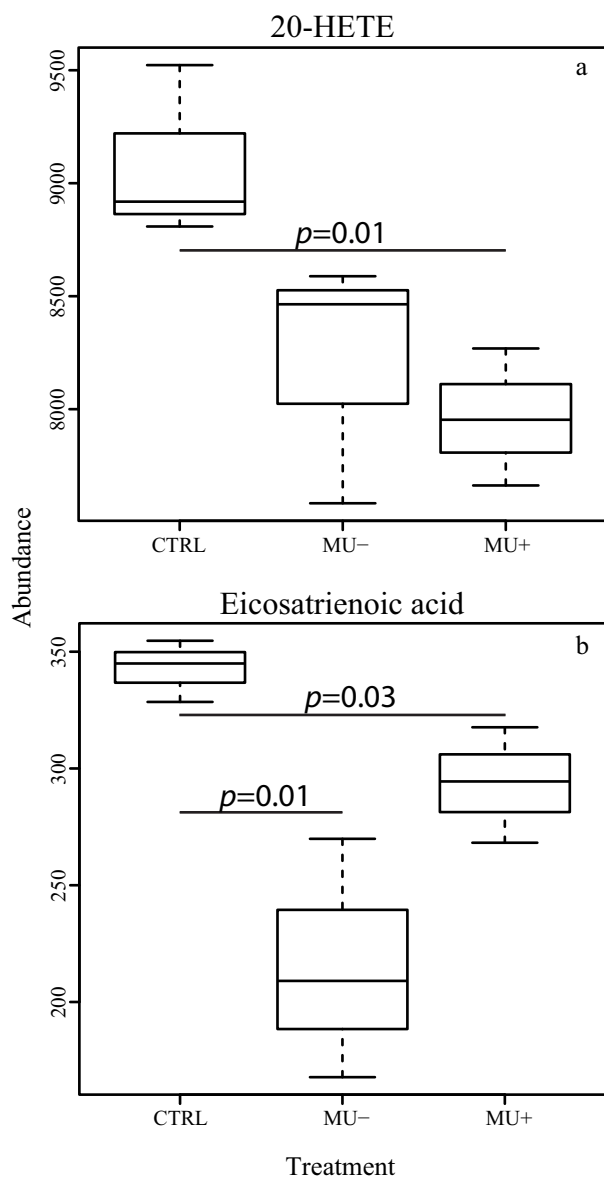 20-HETE
a
9500
9000
8500
8000
p=0.01
CTRL MU− MU+
Abundance
Eicosatrienoic acid
b
350
300
250
200
p=0.03
p=0.01
CTRL MU− MU+
Treatment